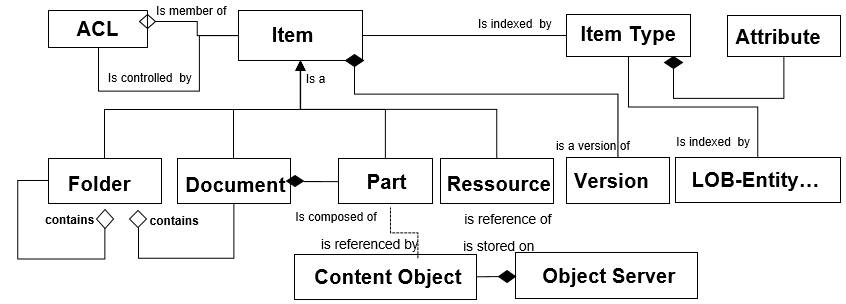 Is member of
ACL
Item
Is indexed by
Item Type
Attribute
Is controlled by
Is a
is a version of
Is indexed by
Folder
Document
Part
Ressource
Version
LOB-Entity…
contains
contains
Is composed of
is reference of
is referenced by
is stored on
Content Object
Object Server